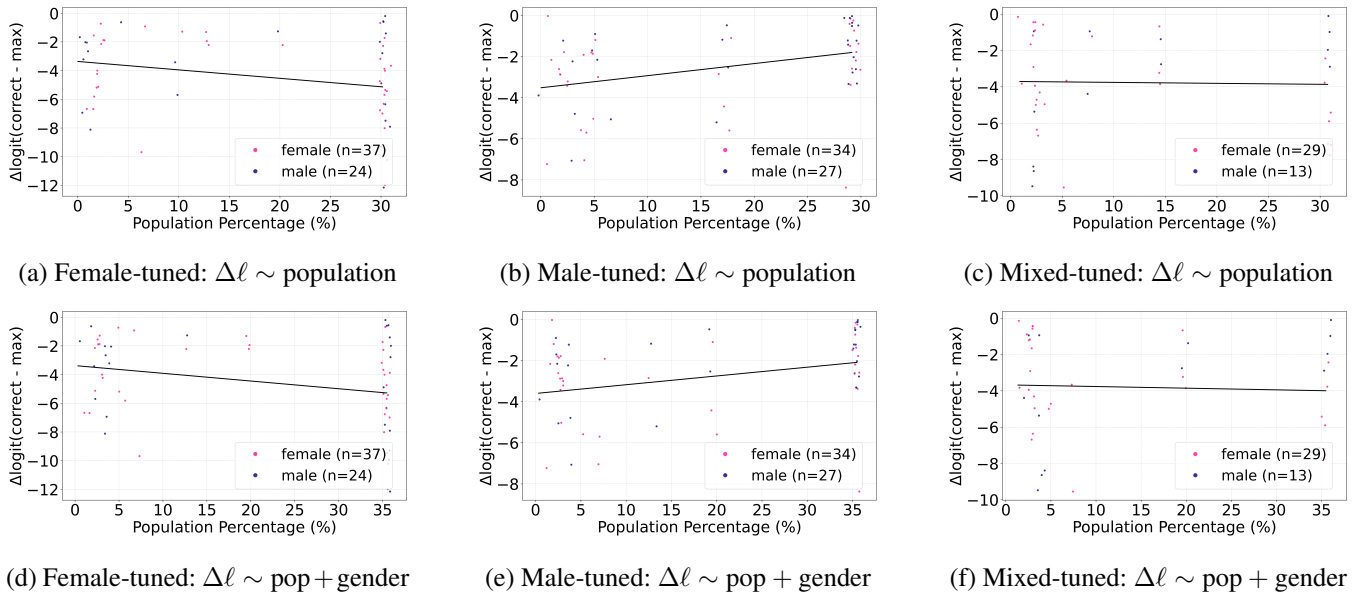 0
−2
−4
−6
−8
−10
−12
Δlogit(correct - max)
female (n=37)
male (n=24)
0 5 10 15 20 25 30
Population Percentage (%)
(a) Female-tuned: Δℓ ∼ population
0
−2
−4
−6
−8
Δlogit(correct - max)
female (n=34)
male (n=27)
0 5 10 15 20 25 30
Population Percentage (%)
(b) Male-tuned: Δℓ ∼ population
0
−2
−4
−6
−8
−10
Δlogit(correct - max)
female (n=29)
male (n=13)
0 5 10 15 20 25 30
Population Percentage (%)
(c) Mixed-tuned: Δℓ ∼ population
0
−2
−4
−6
−8
−10
−12
Δlogit(correct - max)
female (n=37)
male (n=24)
0 5 10 15 20 25 30 35
Population Percentage (%)
(d) Female-tuned: Δℓ ∼ pop + gender
0
−2
−4
−6
−8
Δlogit(correct - max)
female (n=34)
male (n=27)
0 5 10 15 20 25 30 35
Population Percentage (%)
(e) Male-tuned: Δℓ ∼ pop + gender
0
−2
−4
−6
−8
−10
Δlogit(correct - max)
female (n=29)
male (n=13)
0 5 10 15 20 25 30 35
Population Percentage (%)
(f) Mixed-tuned: Δℓ ∼ pop + gender